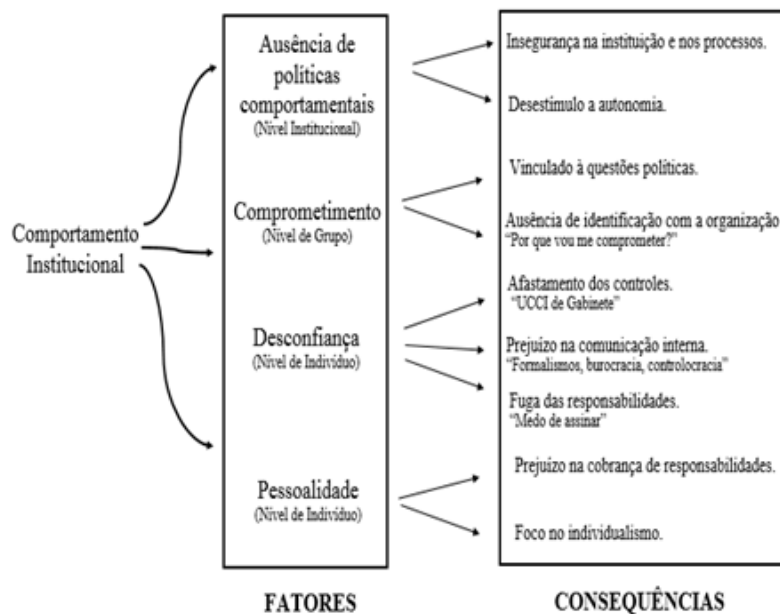 Comportamento
Institucional
Ausência de
políticas
comportamentais
(Nível Institucional)
Comprometimento
(Nível de Grupo)
Desconfiança
(Nível de Indivíduo)
Pessoalidade
(Nível de Indivíduo)
FATORES
Insegurança na instituição e nos processos.
Desestímulo a autonomia.
Vinculado à questões políticas.
Ausência de identificação com a organização
“Por que vou me comprometer?”
Afastamento dos controles.
“UCCI de Gabinete”
Prejuízo na comunicação interna.
“Formalismos, burocracia, controlocracia”
Fuga das responsabilidades.
“Medo de assinar”
Prejuízo na cobrança de responsabilidades.
Foco no individualismo.
CONSEQUÊNCIAS